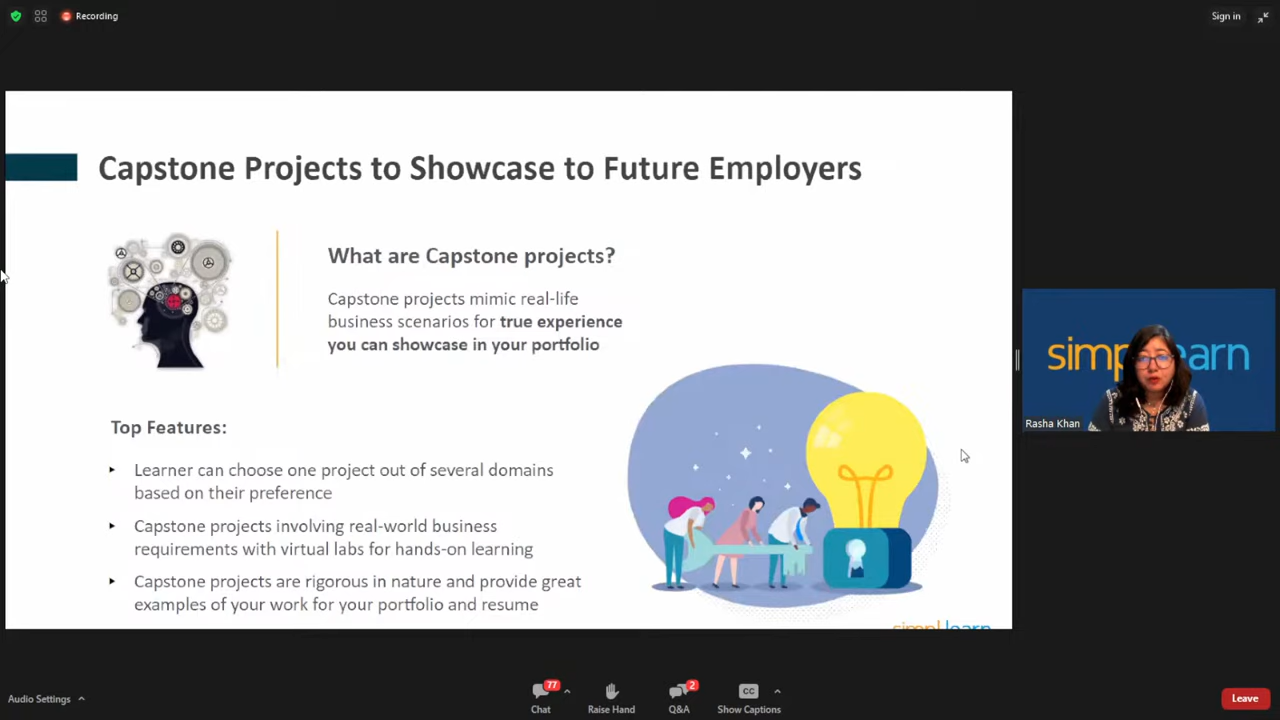 Recording
Sign in
Capstone Projects to Showcase to Future Employers
What are Capstone projects?
Capstone projects mimic real-life
business scenarios for true experience
you can showcase in your portfolio
Top Features:
Learner can choose one project out of several domains
based on their preference
Capstone projects involving real-world business
requirements with virtual labs for hands-on learning
Capstone projects are rigorous in nature and provide great
examples of your work for your portfolio and resume
Rasha Khan
Audio Settings
77
Chat
Raise Hand
2
Q&A
CC
Show Captions
Leave